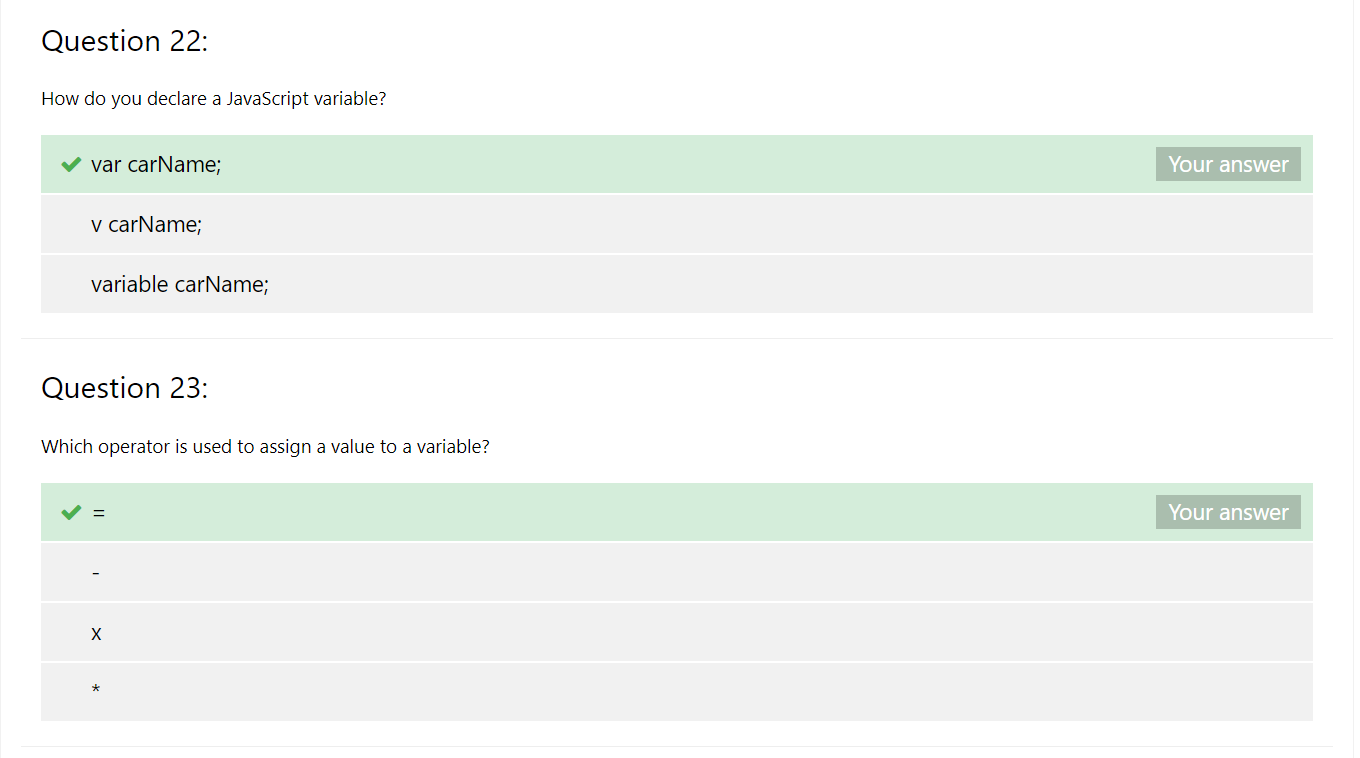 Question 22:
How do you declare a JavaScript variable?
var carName; Your answer
v carName;
variable carName;
Question 23:
Which operator is used to assign a value to a variable?
= Your answer
-
x
*